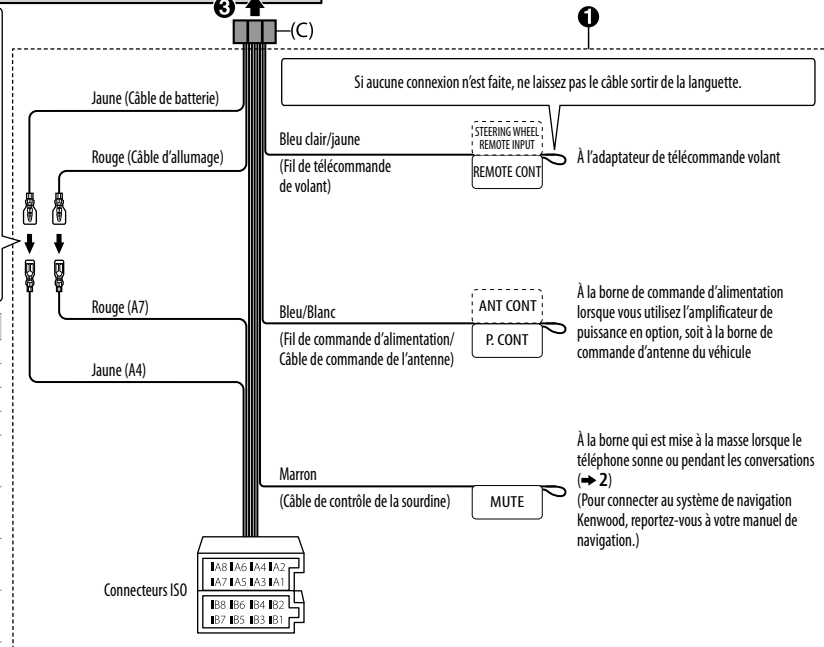 3
(C)
1
Si aucune connexion n'est faite, ne laissez pas le câble sortir de la languette.
Jaune (Câble de batterie)
Rouge (Câble d'allumage)
Bleu clair/jaune
(Fil de télécommande
de volant)
STEERING WHEEL
REMOTE INPUT
REMOTE CONT
À l'adaptateur de télécommande volant
Rouge (A7)
Jaune (A4)
Bleu/Blanc
(Fil de commande d'alimentation/
Câble de commande de l'antenne)
ANT CONT
P. CONT
À la borne de commande d'alimentation
lorsque vous utilisez l'amplificateur de
puissance en option, soit à la borne de
commande d'antenne du véhicule
Marron
(Câble de contrôle de la sourdine)
MUTE
À la borne qui est mise à la masse lorsque le
téléphone sonne ou pendant les conversations
(➡ 2)
(Pour connecter au système de navigation
Kenwood, reportez-vous à votre manuel de
navigation.)
Connecteurs ISO
A8 A6 A4 A2
A7 A5 A3 A1
B8 B6 B4 B2
B7 B5 B3 B1